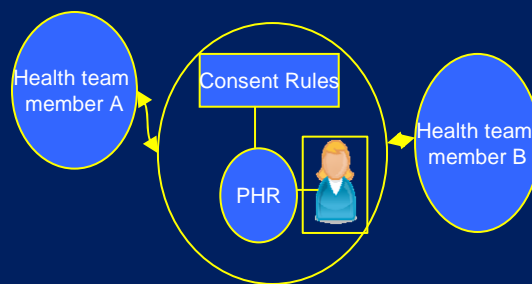 Health team
member A
Consent Rules
PHR
Health team
member B